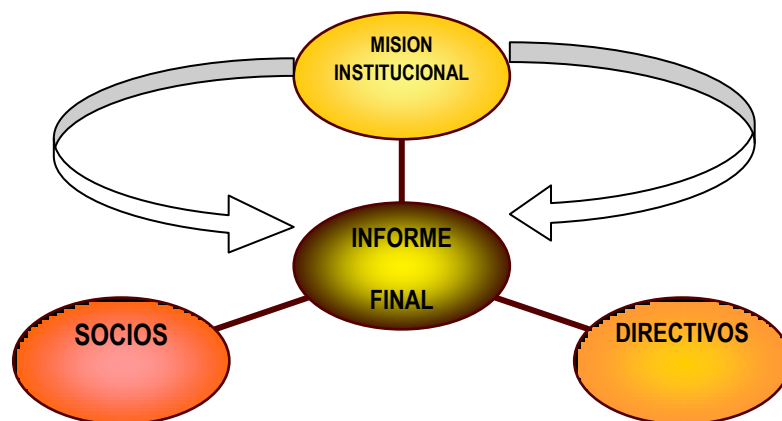 MISION
INSTITUCIONAL
INFORME
FINAL
SOCIOS
DIRECTIVOS